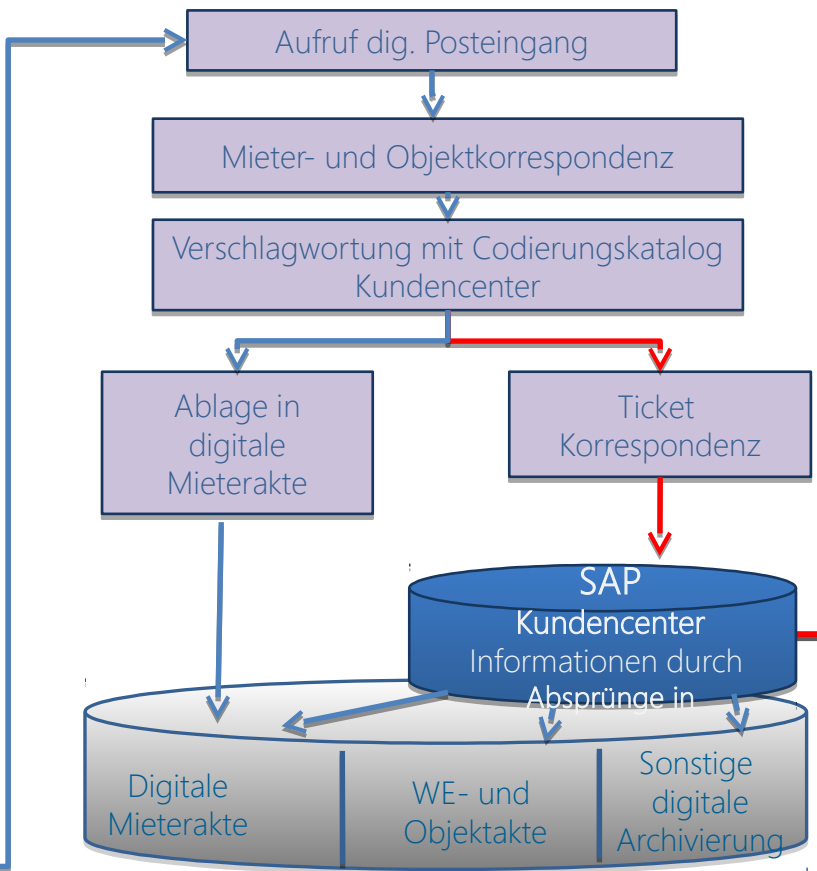 Aufruf dig. Posteingang
Mieter- und Objektkorrespondenz
Verschlagwortung mit Codierungskatalog
Kundencenter
Ablage in
digitale
Mieterakte
Ticket
Korrespondenz
SAP
Kundencenter
Informationen durch
Absprünge in
Digitale
Mieterakte
WE- und
Objektakte
Sonstige
digitale
Archivierung